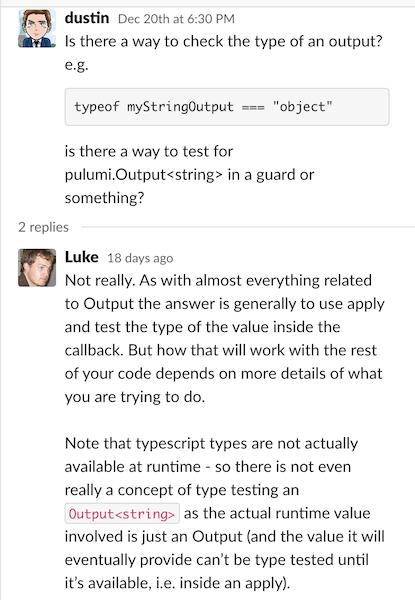 dustin Dec 20th at 6:30 PM
Is there a way to check the type of an output?
e.g.
typeof myStringOutput === "object"
is there a way to test for
pulumi.Output<string> in a guard or
something?
2 replies
Luke 18 days ago
Not really. As with almost everything related
to Output the answer is generally to use apply
and test the type of the value inside the
callback. But how that will work with the rest
of your code depends on more details of what
you are trying to do.
Note that typescript types are not actually
available at runtime - so there is not even
really a concept of type testing an
Output<string> as the actual runtime value
involved is just an Output (and the value it will
eventually provide can't be type tested until
it's available, i.e. inside an apply).